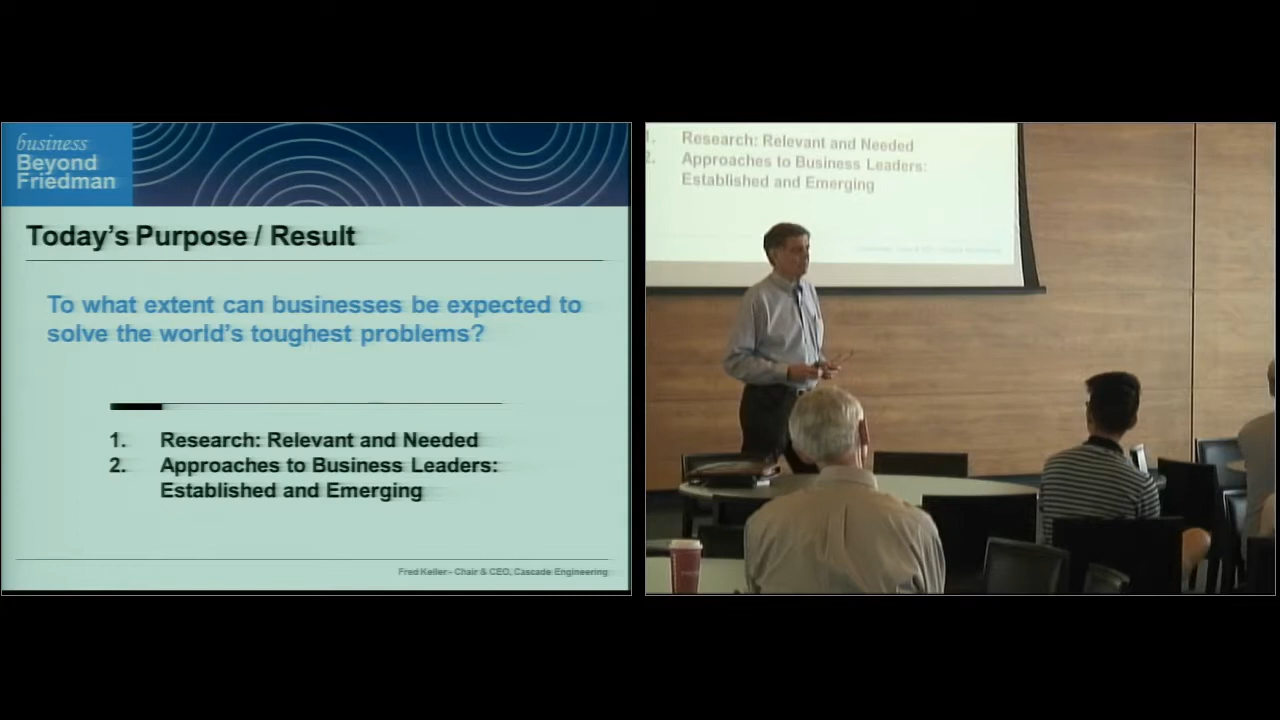 business
Beyond
Friedman
Today's Purpose / Result
To what extent can businesses be expected to
solve the world's toughest problems?
1. Research: Relevant and Needed
2. Approaches to Business Leaders:
Established and Emerging
Fred Keller - Chair & CEO, Cascade Engineering
1. Research: Relevant and Needed
2. Approaches to Business Leaders:
Established and Emerging